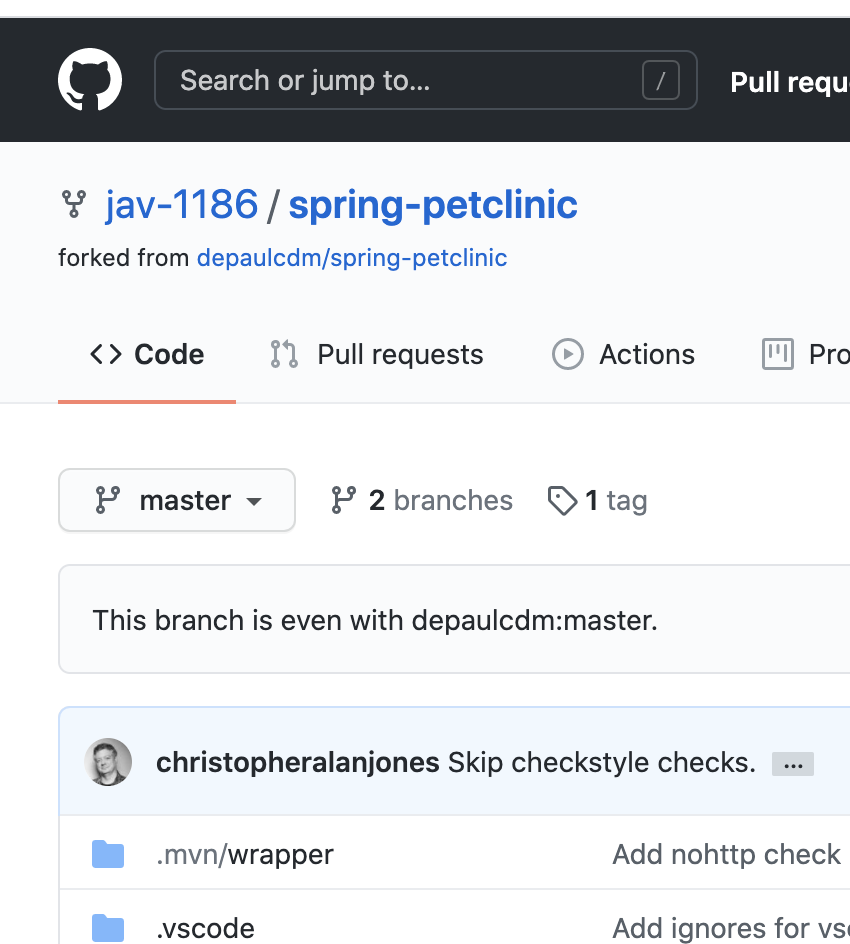 Search or jump to... /
Pull requ
jav-1186 / spring-petclinic
forked from depaulcdm/spring-petclinic
Code Pull requests Actions Pro
master 2 branches 1 tag
This branch is even with depaulcdm:master.
christopheralanjones Skip checkstyle checks. ...
.mvn/wrapper Add nohttp check
.vscode Add ignores for vsc